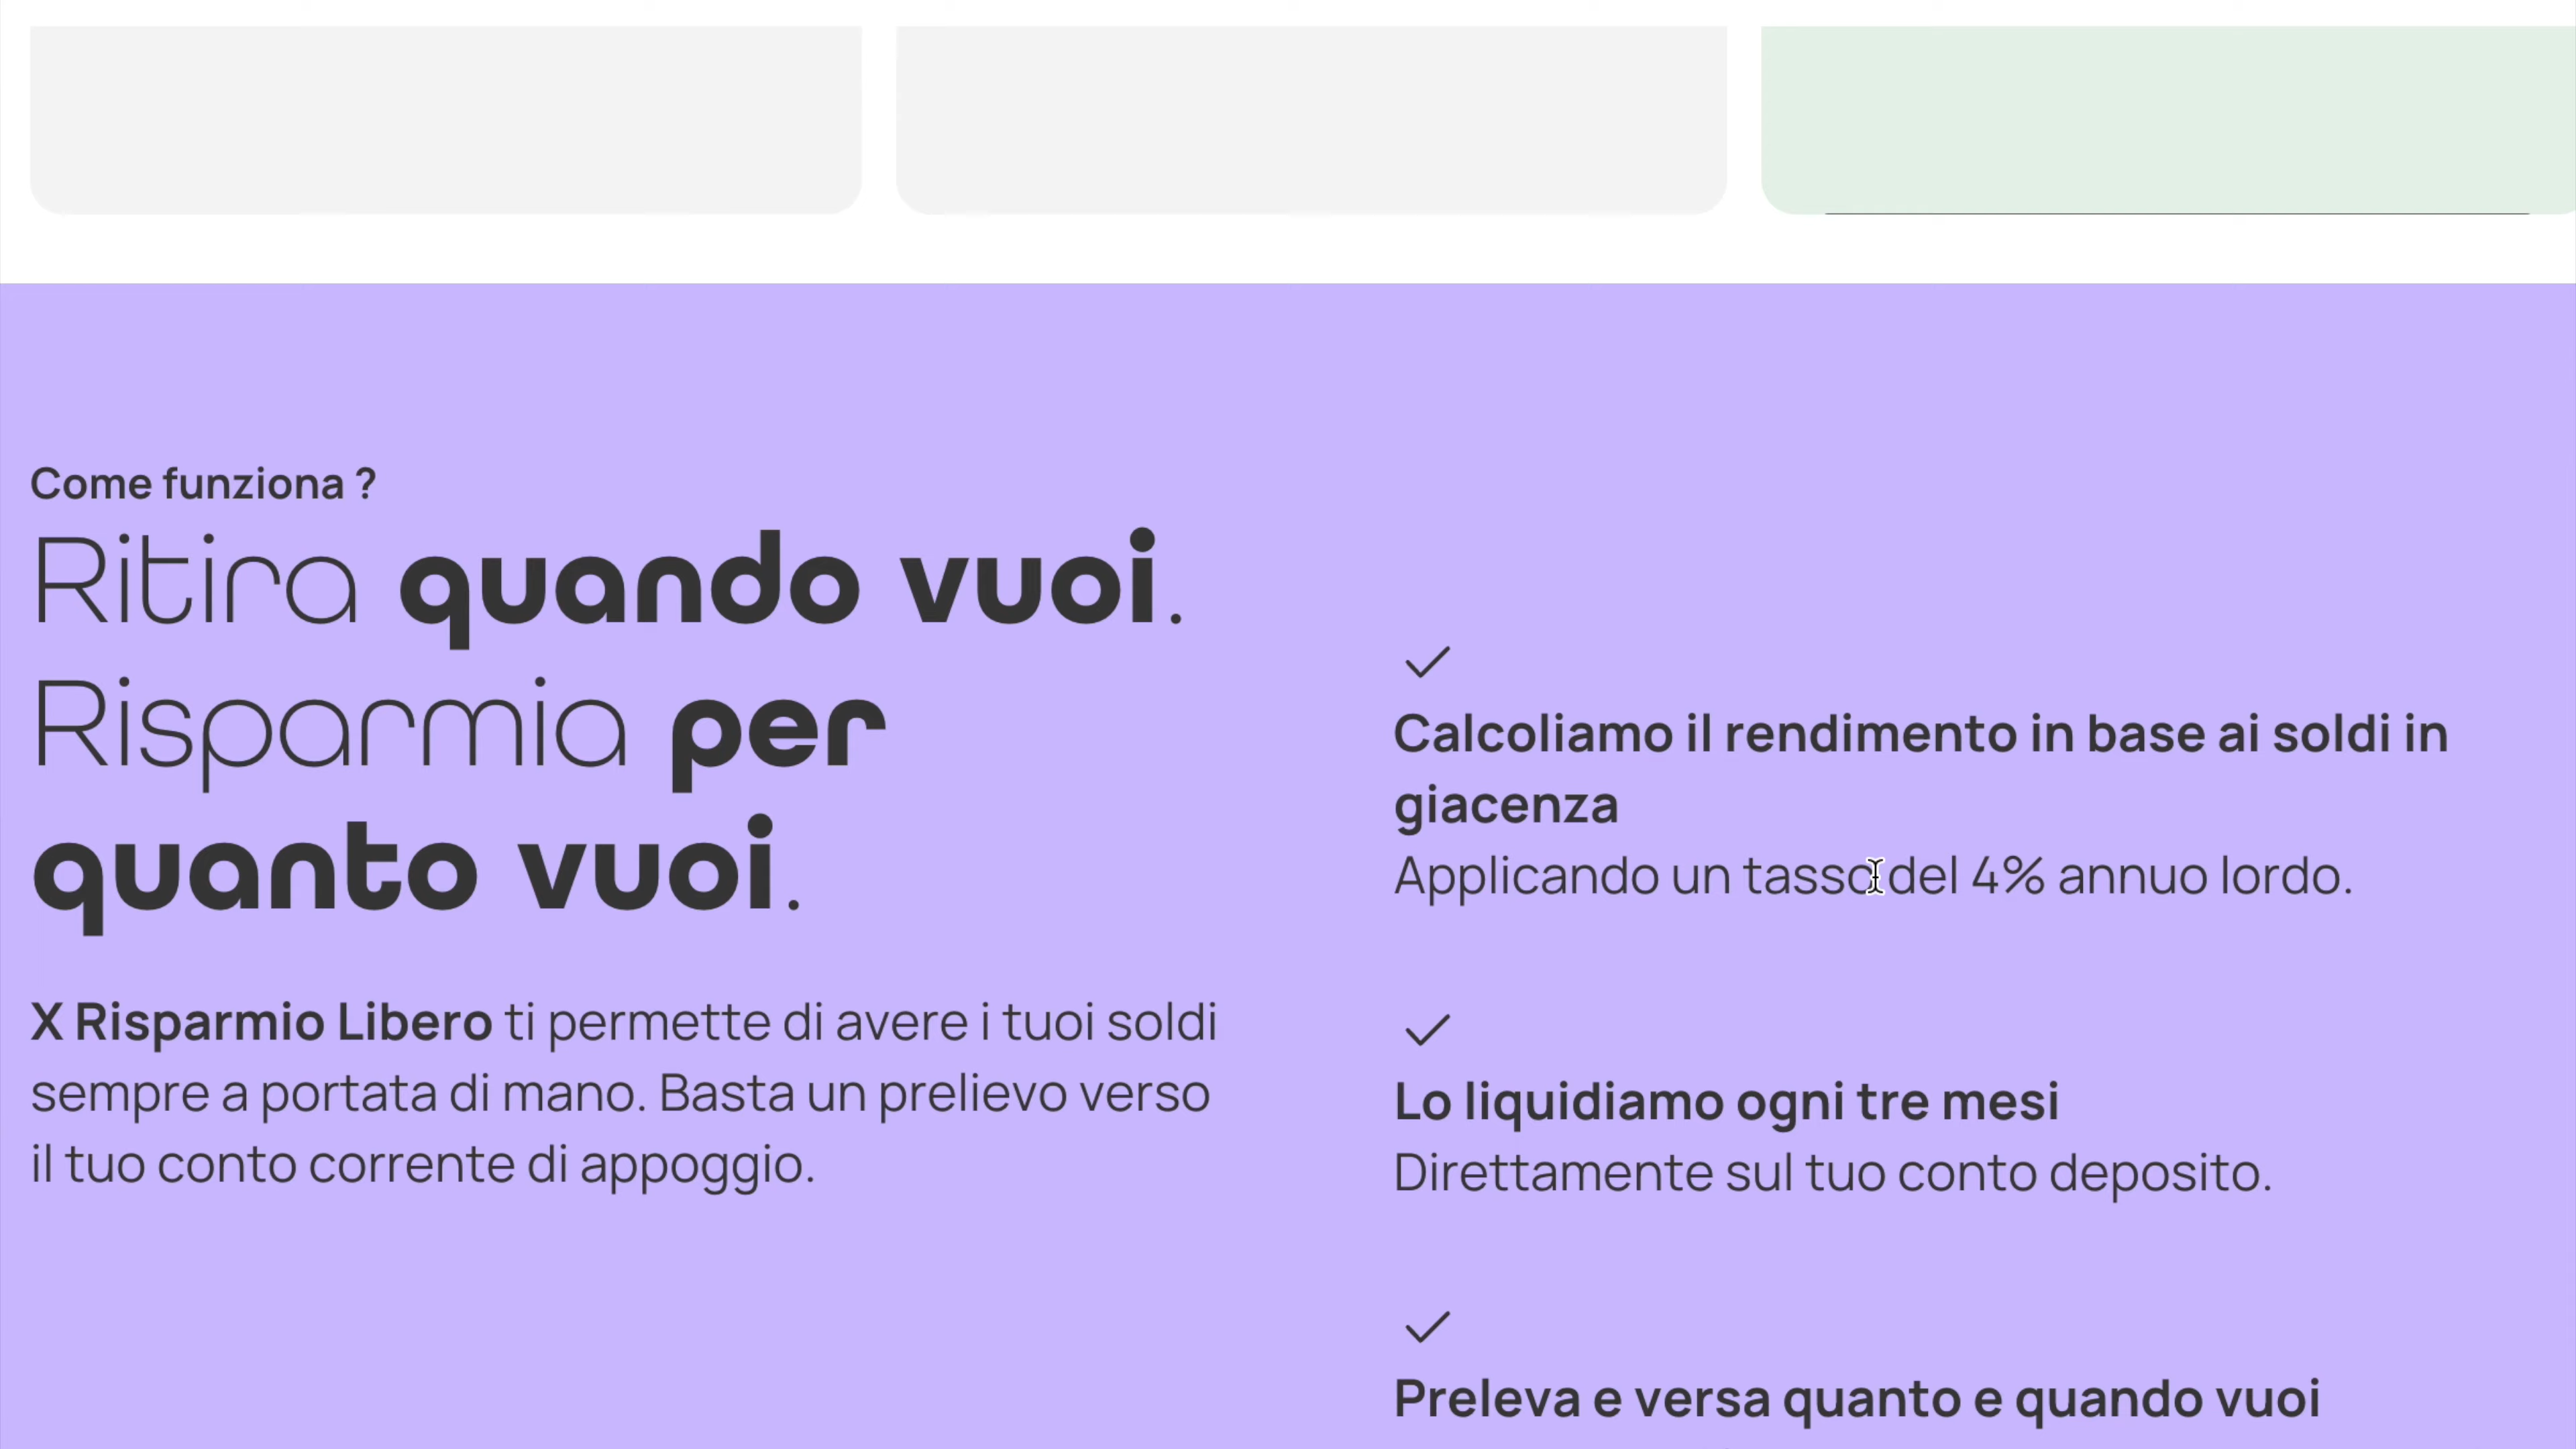 Come funziona ?
Ritira quando vuoi.
Risparmia per
quanto vuoi.
X Risparmio Libero ti permette di avere i tuoi soldi
sempre a portata di mano. Basta un prelievo verso
il tuo conto corrente di appoggio.
Calcoliamo il rendimento in base ai soldi in
giacenza
Applicando un tasso del 4% annuo lordo.
Lo liquidiamo ogni tre mesi
Direttamente sul tuo conto deposito.
Preleva e versa quanto e quando vuoi